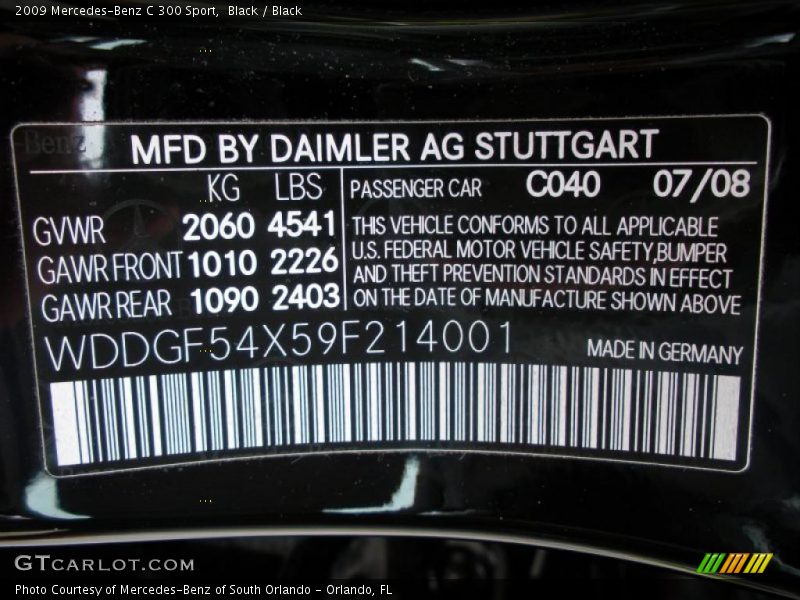 2009 Mercedes-Benz C 300 Sport,  Black / Black
Benz
MFD BY DAIMLER AG STUTTGART
KG LBS
GVWR 2060 4541
GAWR FRONT 1010 2226
GAWR REAR 1090 2403
PASSENGER CAR C040 07/08
THIS VEHICLE CONFORMS TO ALL APPLICABLE
U.S. FEDERAL MOTOR VEHICLE SAFETY,BUMPER
AND THEFT PREVENTION STANDARDS IN EFFECT
ON THE DATE OF MANUFACTURE SHOWN ABOVE
WDDGF54X59F214001
MADE IN GERMANY
GTCARLOT.COM
Photo Courtesy of Mercedes-Benz of South Orlando - Orlando, FL